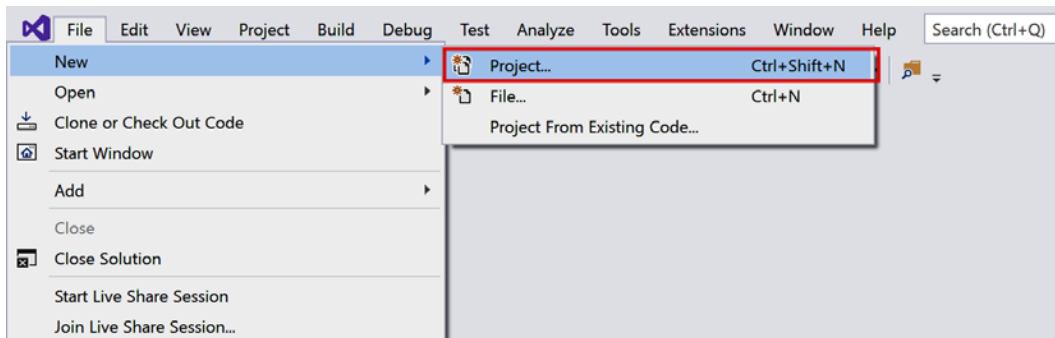 File Edit View Project Build Debug Test Analyze Tools Extensions Window Help Search (Ctrl+Q)
New
Project... Ctrl+Shift+N
Open
File... Ctrl+N
Clone or Check Out Code
Project From Existing Code...
Start Window
Add
Close
Close Solution
Start Live Share Session
Join Live Share Session...